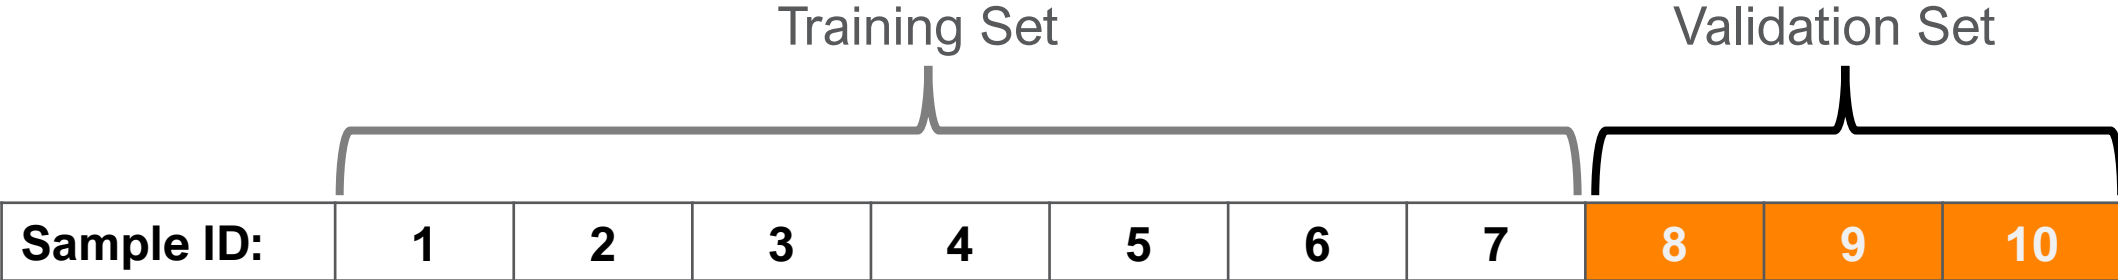 Training Set Validation Set
Sample ID: 1 2 3 4 5 6 7 8 9 10